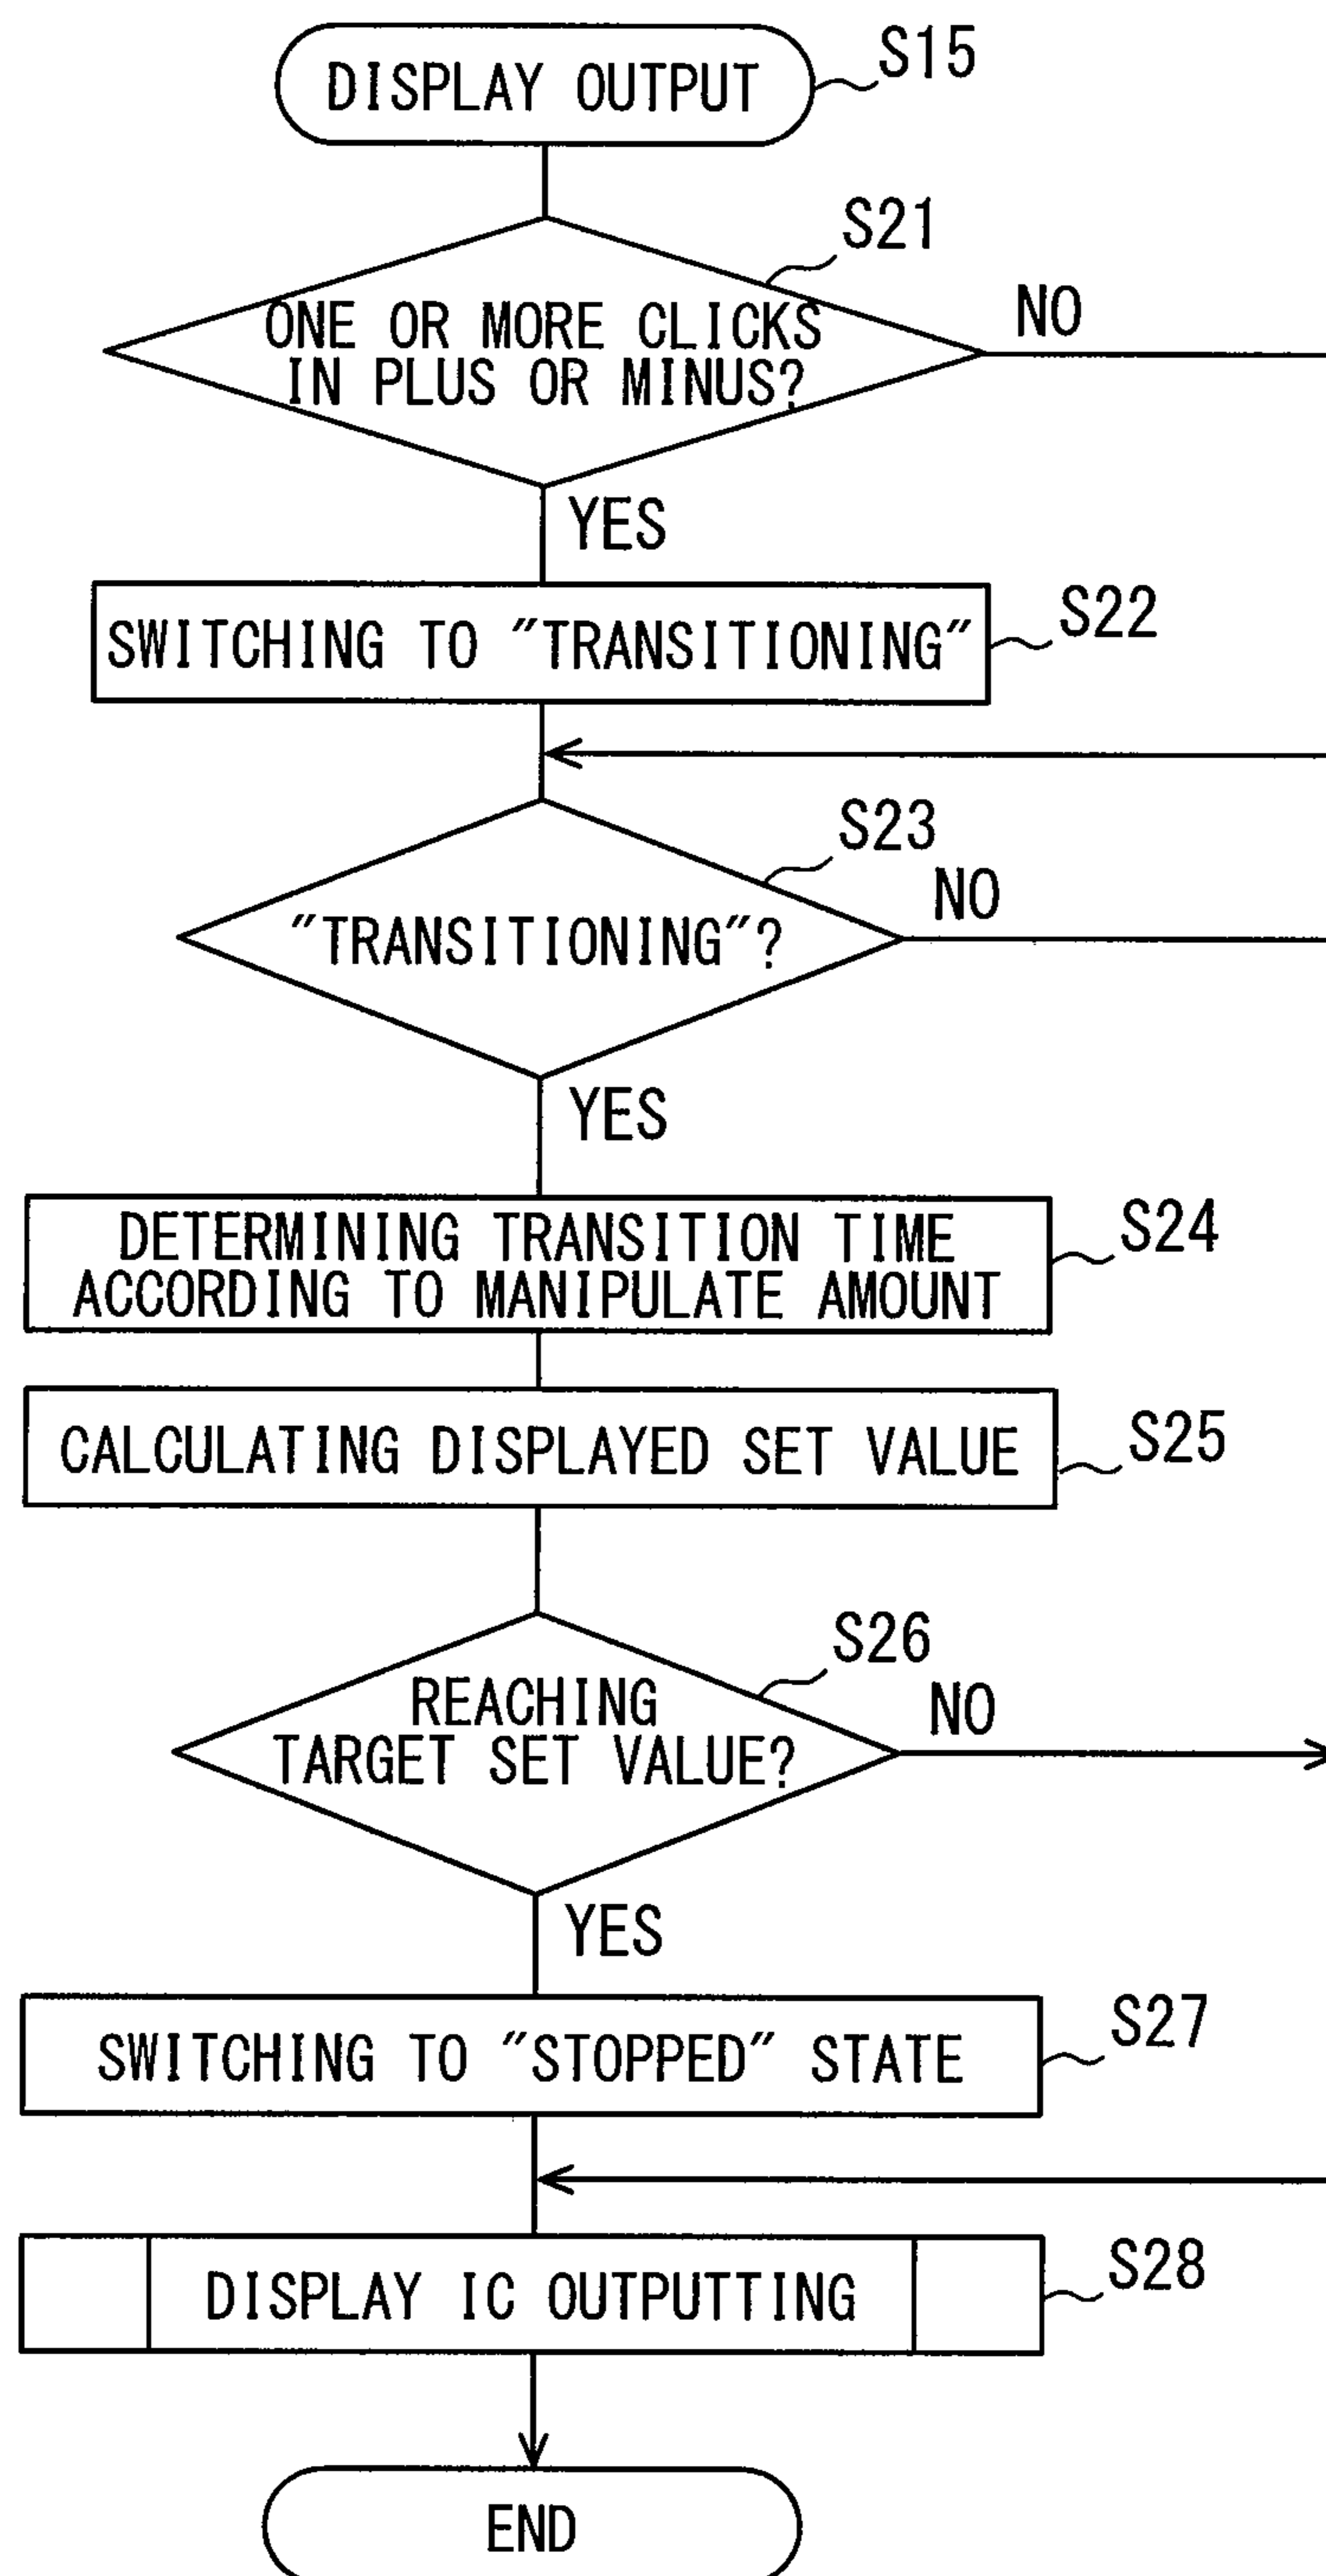 DISPLAY OUTPUT
S15
S21
ONE OR MORE CLICKS
IN PLUS OR MINUS?
NO
YES
SWITCHING TO "TRANSITIONING"
S22
S23
"TRANSITIONING"?
NO
YES
DETERMINING TRANSITION TIME
ACCORDING TO MANIPULATE AMOUNT
S24
CALCULATING DISPLAYED SET VALUE
S25
S26
REACHING
TARGET SET VALUE?
NO
YES
SWITCHING TO "STOPPED" STATE
S27
DISPLAY IC OUTPUTTING
S28
END